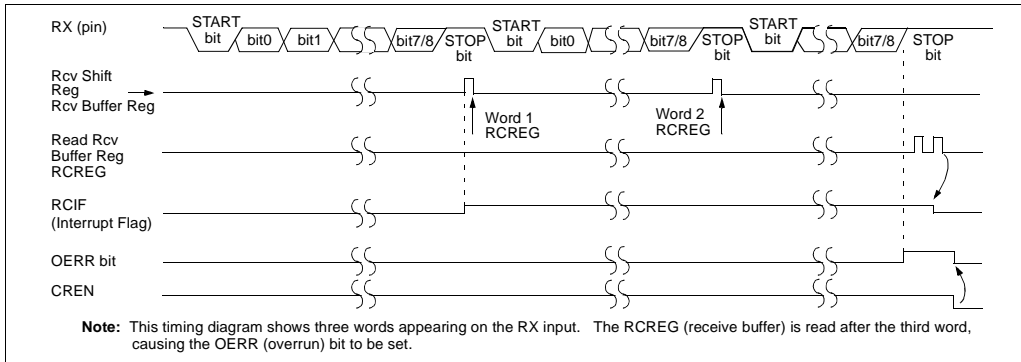 RX (pin)
START
bit
bit0
bit1
bit7/8
STOP
bit
START
bit
bit0
bit7/8
STOP
bit
START
bit
bit7/8
STOP
bit
Rcv Shift
Reg
Rcv Buffer Reg
Word 1
RCREG
Word 2
RCREG
Read Rcv
Buffer Reg
RCREG
RCIF
(Interrupt Flag)
OERR bit
CREN
Note: This timing diagram shows three words appearing on the RX input. The RCREG (receive buffer) is read after the third word,
causing the OERR (overrun) bit to be set.